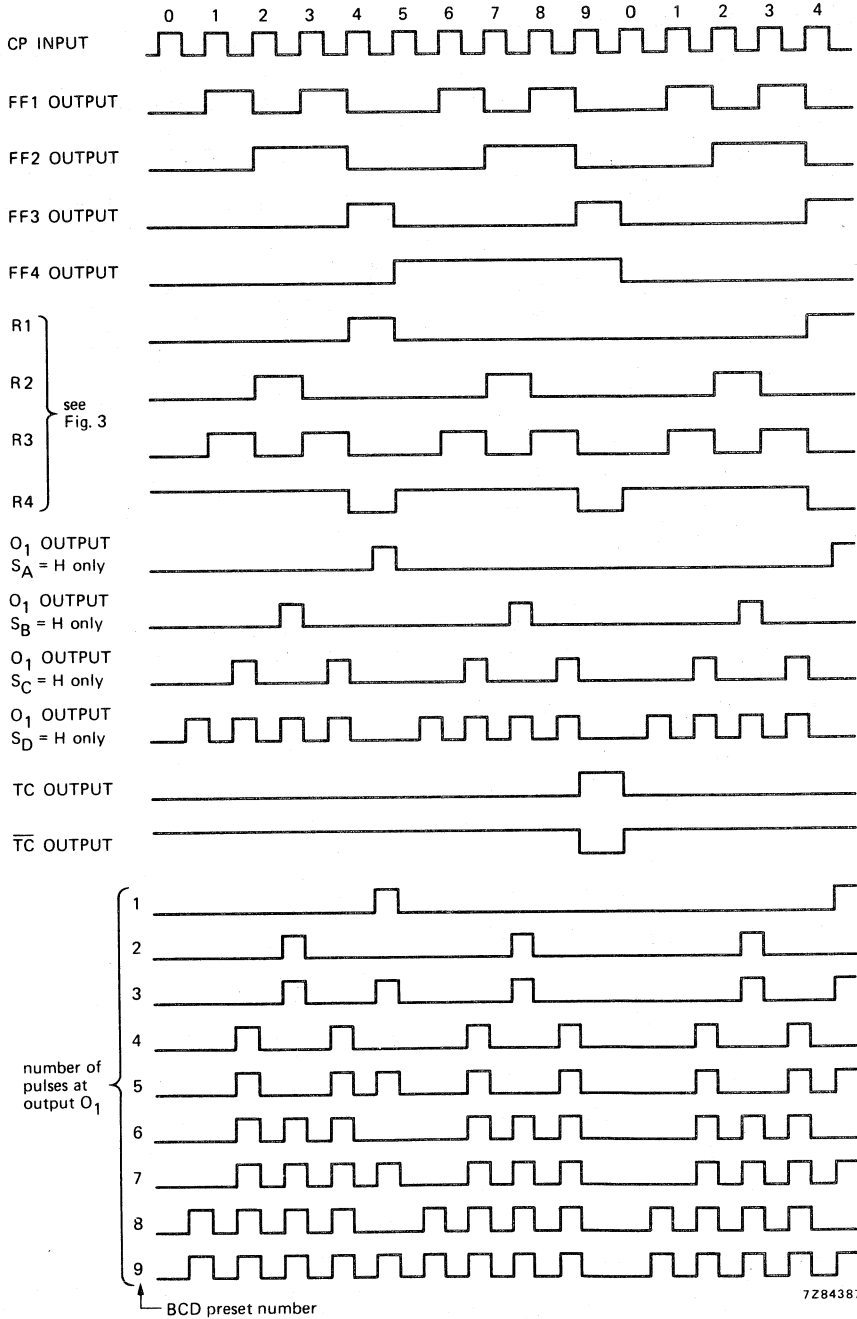 0 1 2 3 4 5 6 7 8 9 0 1 2 3 4
CP INPUT
FF1 OUTPUT
FF2 OUTPUT
FF3 OUTPUT
FF4 OUTPUT
R1
R2
see
Fig. 3
R3
R4
O1 OUTPUT
SA = H only
O1 OUTPUT
SB = H only
O1 OUTPUT
SC = H only
O1 OUTPUT
SD = H only
TC OUTPUT
T̅C̅ OUTPUT
1
2
3
4
number of
pulses at
output O1
5
6
7
8
9
7Z84387
BCD preset number